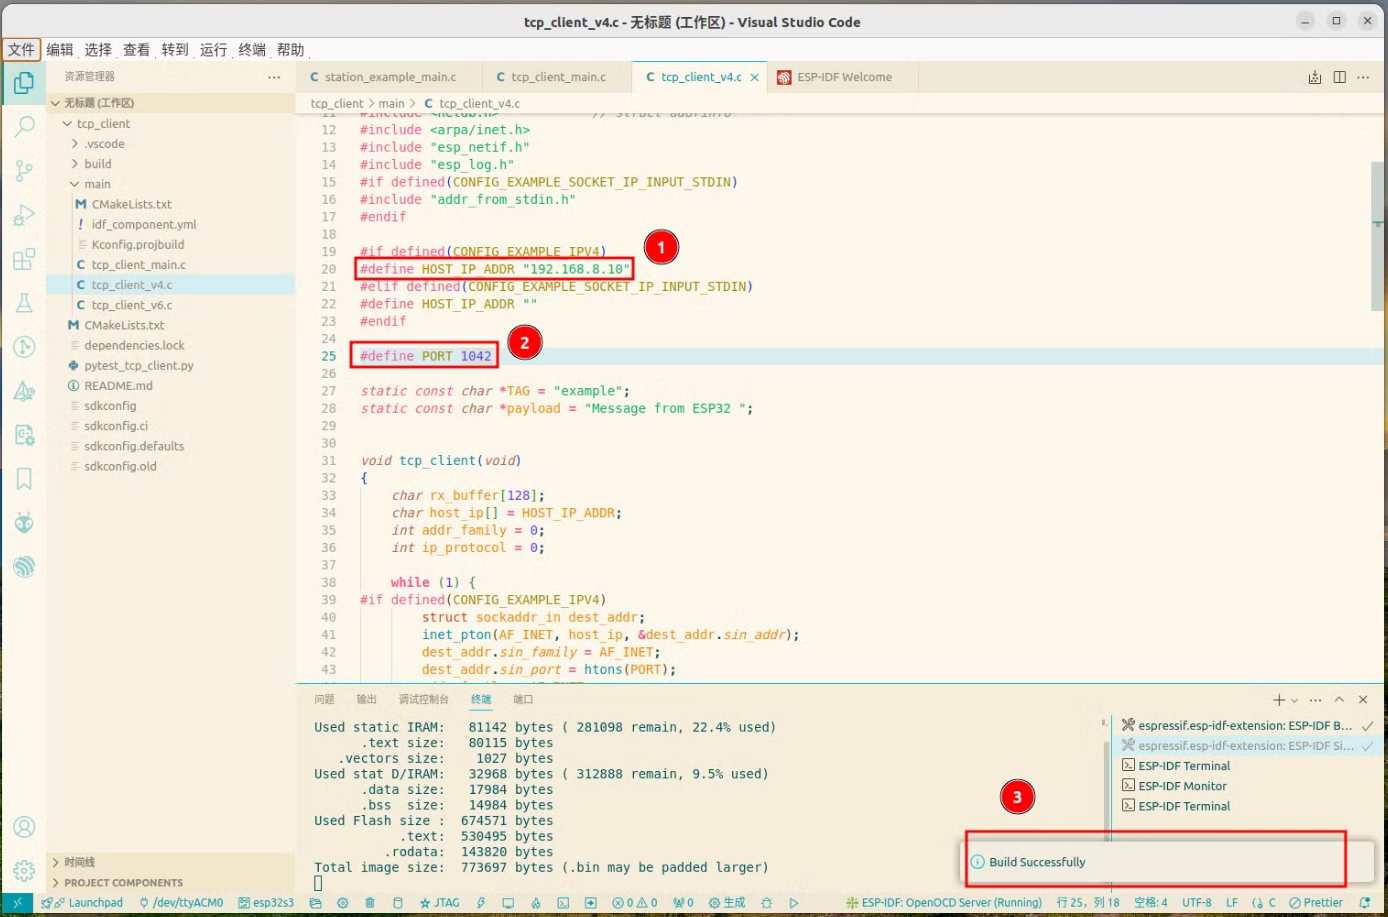 tcp_client_v4.c - 无标题 (工作区) - Visual Studio Code
文件 编辑 选择 查看 转到 运行 终端 帮助
资源管理器
无标题 (工作区)
tcp_client
.vscode
build
main
CMakeLists.txt
idf_component.yml
Kconfig.projbuild
tcp_client_main.c
tcp_client_v4.c
tcp_client_v6.c
CMakeLists.txt
dependencies.lock
pytest_tcp_client.py
README.md
sdkconfig
sdkconfig.ci
sdkconfig.defaults
sdkconfig.old
时间线
PROJECT COMPONENTS
station_example_main.c tcp_client_main.c tcp_client_v4.c ESP-IDF Welcome
tcp_client > main > C tcp_client_v4.c
11 #include <netdb.h> // struct addrinfo
12 #include <arpa/inet.h>
13 #include "esp_netif.h"
14 #include "esp_log.h"
15 #if defined(CONFIG_EXAMPLE_SOCKET_IP_INPUT_STDIN)
16 #include "addr_from_stdin.h"
17 #endif
18
19 #if defined(CONFIG_EXAMPLE_IPV4)
20 #define HOST_IP_ADDR "192.168.8.10"
21 #elif defined(CONFIG_EXAMPLE_SOCKET_IP_INPUT_STDIN)
22 #define HOST_IP_ADDR ""
23 #endif
24
25 #define PORT 1042
26
27 static const char *TAG = "example";
28 static const char *payload = "Message from ESP32 ";
29
30
31 void tcp_client(void)
32 {
33 char rx_buffer[128];
34 char host_ip[] = HOST_IP_ADDR;
35 int addr_family = 0;
36 int ip_protocol = 0;
37
38 while (1) {
39 #if defined(CONFIG_EXAMPLE_IPV4)
40 struct sockaddr_in dest_addr;
41 inet_pton(AF_INET, host_ip, &dest_addr.sin_addr);
42 dest_addr.sin_family = AF_INET;
43 dest_addr.sin_port = htons(PORT);
1
2
3
问题 输出 调试控制台 终端 端口
Used static IRAM: 81142 bytes ( 281098 remain, 22.4% used)
.text size: 80115 bytes
.vectors size: 1027 bytes
Used stat D/IRAM: 32968 bytes ( 312888 remain, 9.5% used)
.data size: 17984 bytes
.bss size: 14984 bytes
Used Flash size : 674571 bytes
.text: 530495 bytes
.rodata: 143820 bytes
Total image size: 773697 bytes (.bin may be padded larger)
espressif.esp-idf-extension: ESP-IDF B...
espressif.esp-idf-extension: ESP-IDF Si...
ESP-IDF Terminal
ESP-IDF Monitor
ESP-IDF Terminal
Build Successfully
Launchpad /dev/ttyACM0 esp32s3 JTAG 0 0 0 生成 ESP-IDF: OpenOCD Server (Running) 行 25，列 18 空格: 4 UTF-8 LF C Prettier